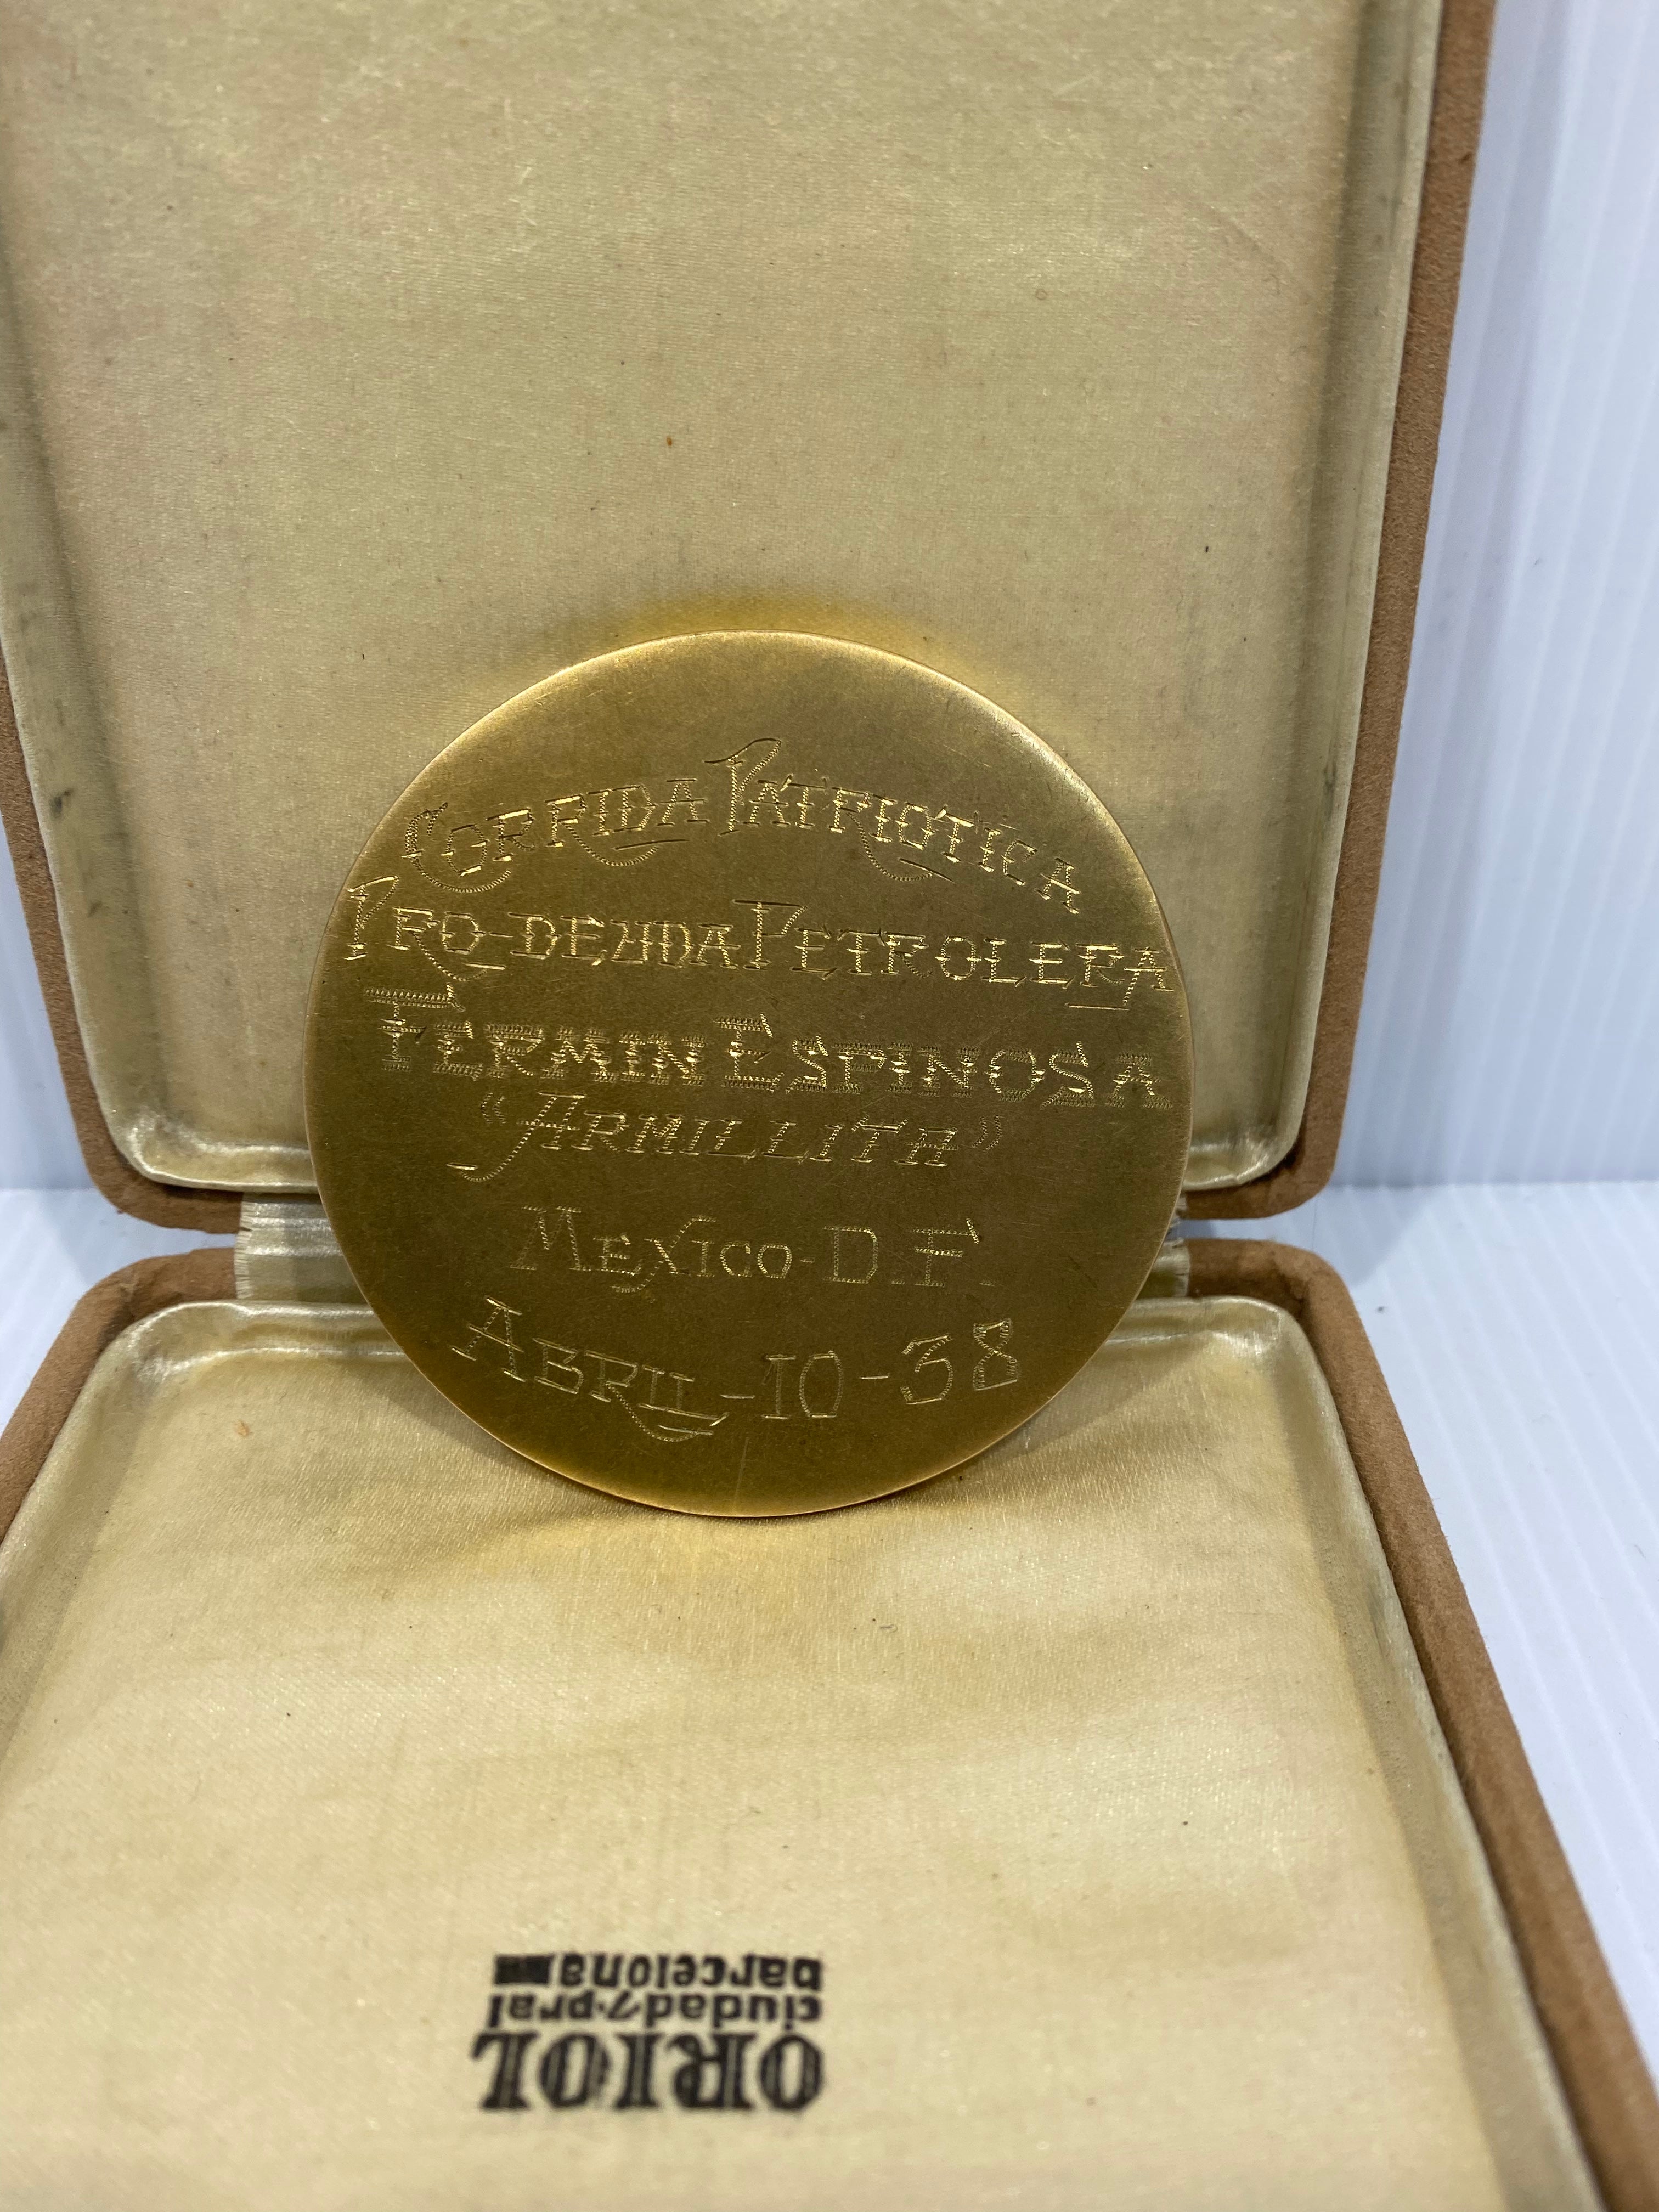 CORRIDA PATRIOTICA
PRO-DEUDA PETROLERA
FERMIN ESPINOSA
"ARMILLITA"
MEXICO-D.F.
ABRIL-10-38
ORIOL
ciudad 7·pral
barcelona